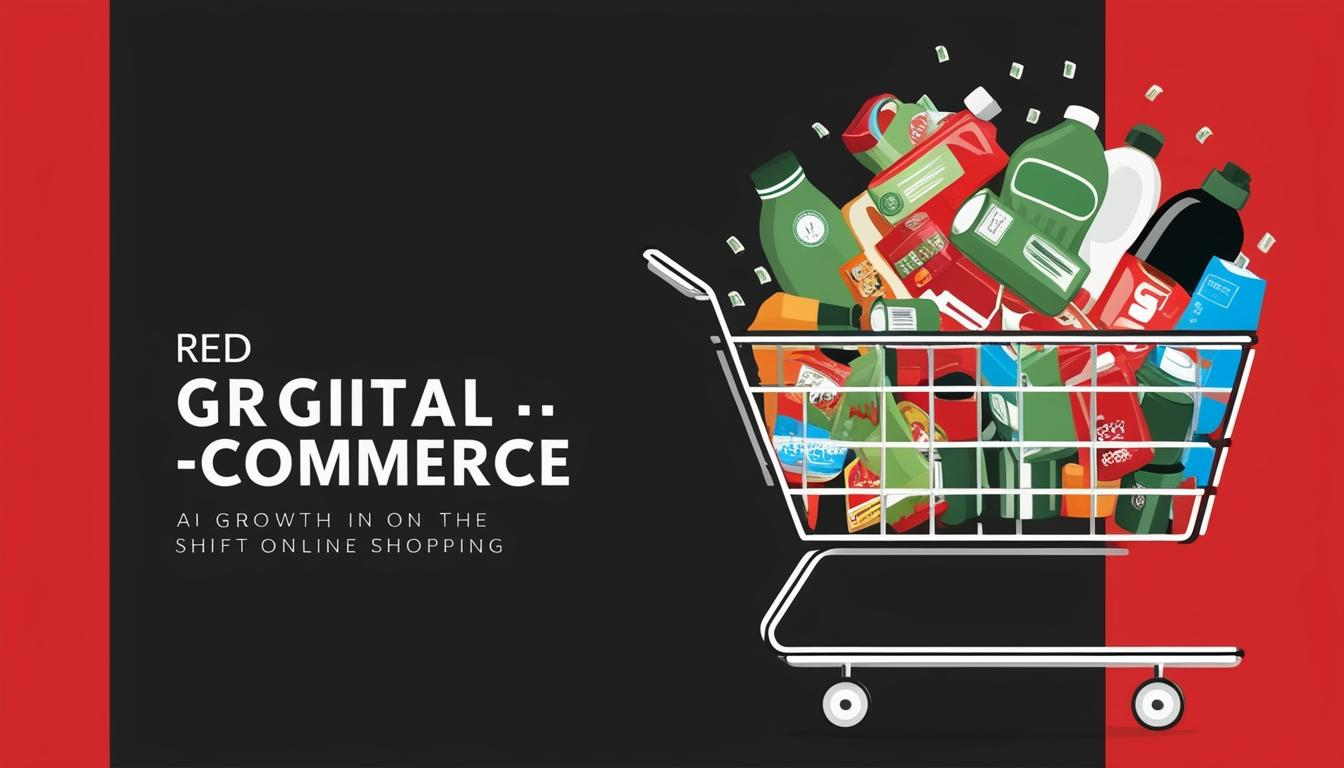 RED
GRGIITAL ··
-COMMERCE
AI GROWTH IN ON THE
SHIFT ONLINE SHOPPING